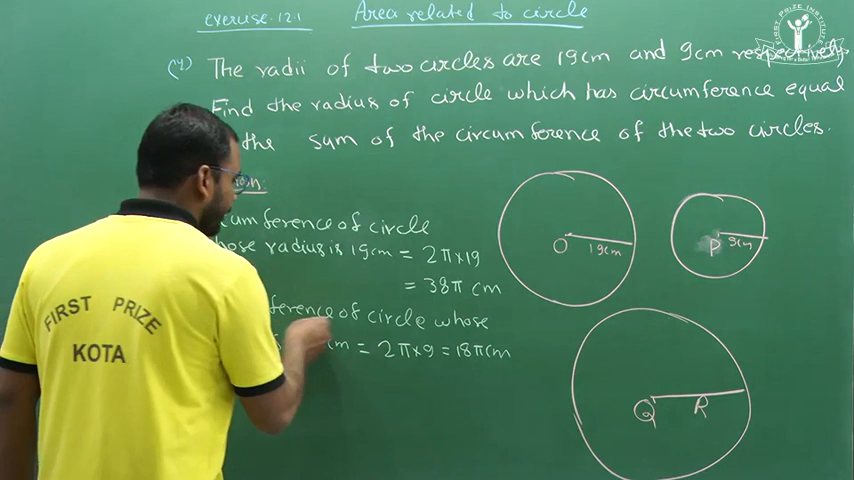 exercise: 12.1 Area related to circle
(4) The radii of two circles are 19cm and 9cm respectively.
Find the radius of circle which has circumference equal
the sum of the circumference of the two circles.
of circle
radius is 19cm = 2π×19
= 38π cm
of circle whose
cm = 2π×9 = 18πcm
O 19cm
P 9cm
Q R
FIRST PRIZE
KOTA
FIRST PRIZE INSTITUTE